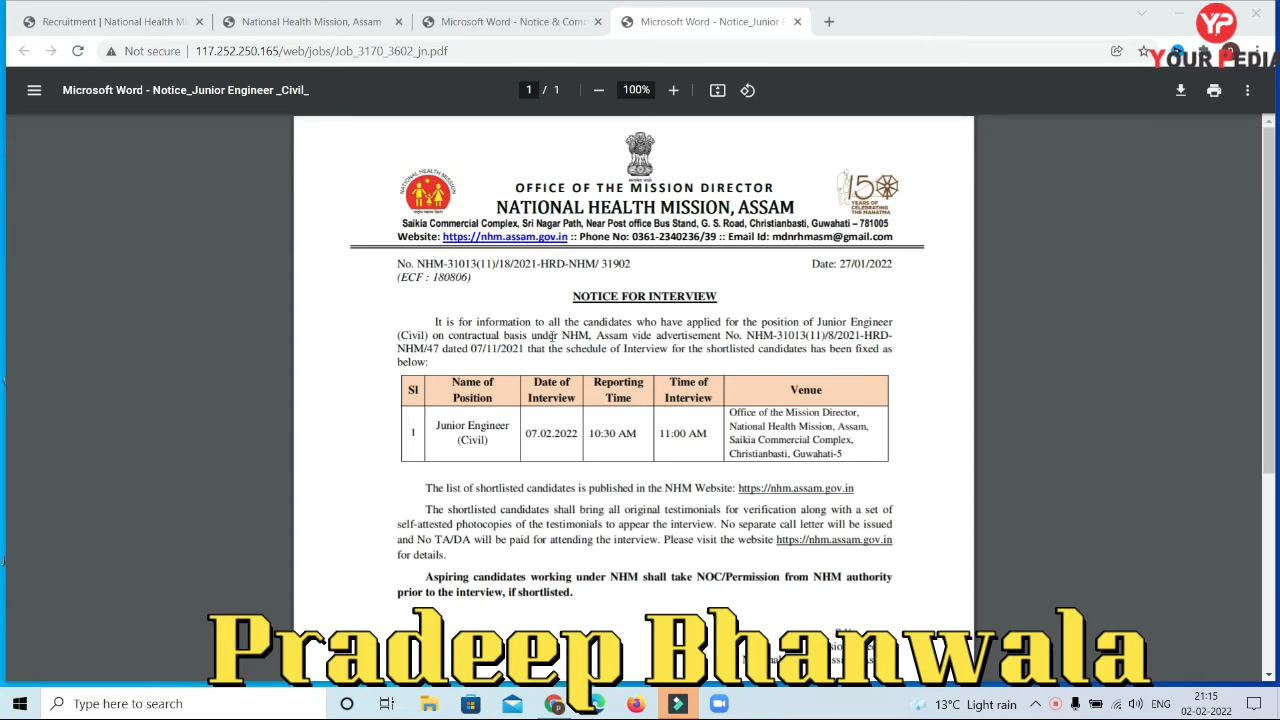 Recruitment | National Health Mi
National Health Mission, Assam
Microsoft Word - Notice & Com
Microsoft Word - Notice_Junior E
Not secure
117.252.250.165/web/jobs/Job_3170_3602_jn.pdf
YP
YOUR PEDIA
Microsoft Word - Notice_Junior Engineer _Civil_
1 / 1
100%
OFFICE OF THE MISSION DIRECTOR
NATIONAL HEALTH MISSION
150
YEARS OF
CELEBRATING
THE MAHATMA
NATIONAL HEALTH MISSION, ASSAM
Saikia Commercial Complex, Sri Nagar Path, Near Post office Bus Stand, G. S. Road, Christianbasti, Guwahati – 781005
Website: https://nhm.assam.gov.in :: Phone No: 0361-2340236/39 :: Email Id: mdnrhmasm@gmail.com
No. NHM-31013(11)/18/2021-HRD-NHM/ 31902
Date: 27/01/2022
(ECF : 180806)
NOTICE FOR INTERVIEW
It is for information to all the candidates who have applied for the position of Junior Engineer
(Civil) on contractual basis under NHM, Assam vide advertisement No. NHM-31013(11)/8/2021-HRD-
NHM/47 dated 07/11/2021 that the schedule of Interview for the shortlisted candidates has been fixed as
below:
Sl
Name of
Position
Date of
Interview
Reporting
Time
Time of
Interview
Venue
1
Junior Engineer
(Civil)
07.02.2022
10:30 AM
11:00 AM
Office of the Mission Director,
National Health Mission, Assam,
Saikia Commercial Complex,
Christianbasti, Guwahati-5
The list of shortlisted candidates is published in the NHM Website: https://nhm.assam.gov.in
The shortlisted candidates shall bring all original testimonials for verification along with a set of
self-attested photocopies of the testimonials to appear the interview. No separate call letter will be issued
and No TA/DA will be paid for attending the interview. Please visit the website https://nhm.assam.gov.in
for details.
Aspiring candidates working under NHM shall take NOC/Permission from NHM authority
prior to the interview, if shortlisted.
Pradeep Bhanwala
Type here to search
13°C Light rain
ENG
21:15
02-02-2022